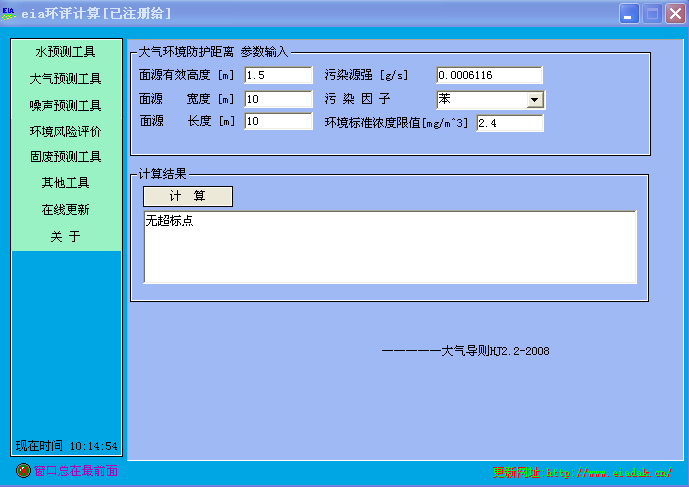 EIA eia环评计算[已注册给]
水预测工具
大气预测工具
噪声预测工具
环境风险评价
固废预测工具
其他工具
在线更新
关 于
现在时间 10:14:54
窗口总在最前面
大气环境防护距离 参数输入
面源有效高度 [m] 1.5 污染源强 [g/s] 0.0006116
面源 宽度 [m] 10 污 染 因 子 苯
面源 长度 [m] 10 环境标准浓度限值[mg/m^3] 2.4
计算结果
计 算
无超标点
—————大气导则HJ2.2-2008
更新网址 http://www.eiadak.cn/